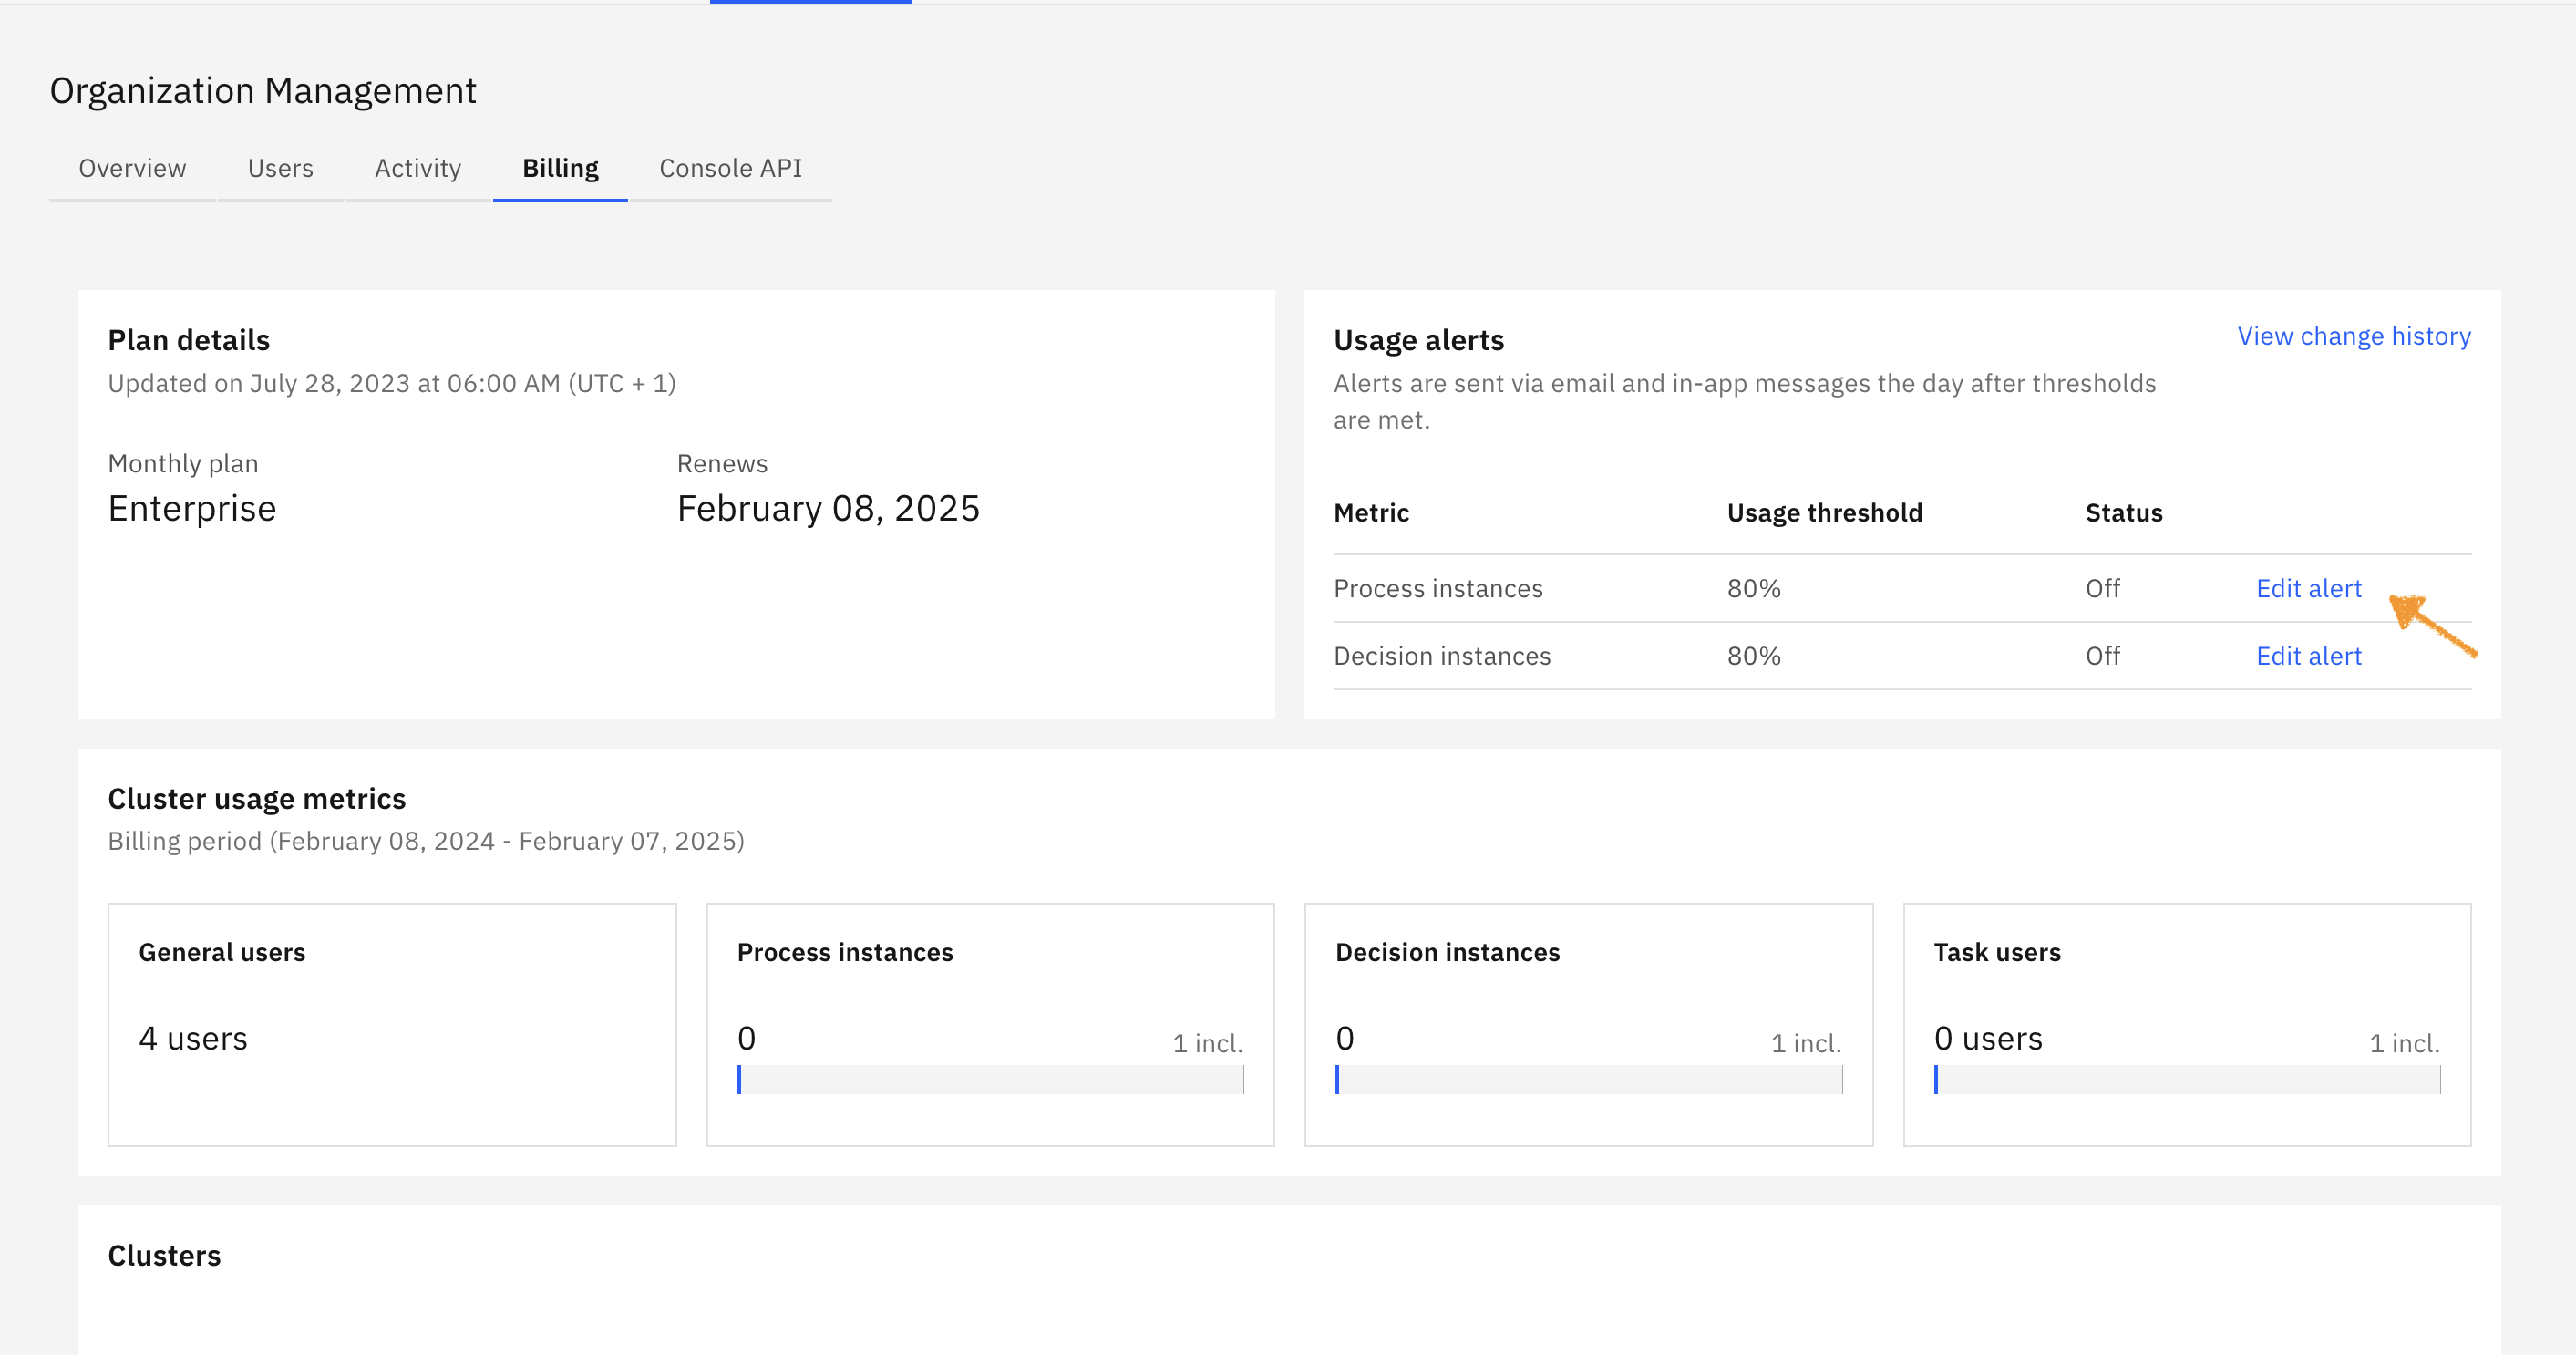 Organization Management
Overview Users Activity Billing Console API
Plan details
Updated on July 28, 2023 at 06:00 AM (UTC + 1)
Monthly plan Renews
Enterprise February 08, 2025
Usage alerts View change history
Alerts are sent via email and in-app messages the day after thresholds
are met.
Metric Usage threshold Status
Process instances 80% Off Edit alert
Decision instances 80% Off Edit alert
Cluster usage metrics
Billing period (February 08, 2024 - February 07, 2025)
General users
4 users
Process instances
0 1 incl.
Decision instances
0 1 incl.
Task users
0 users 1 incl.
Clusters